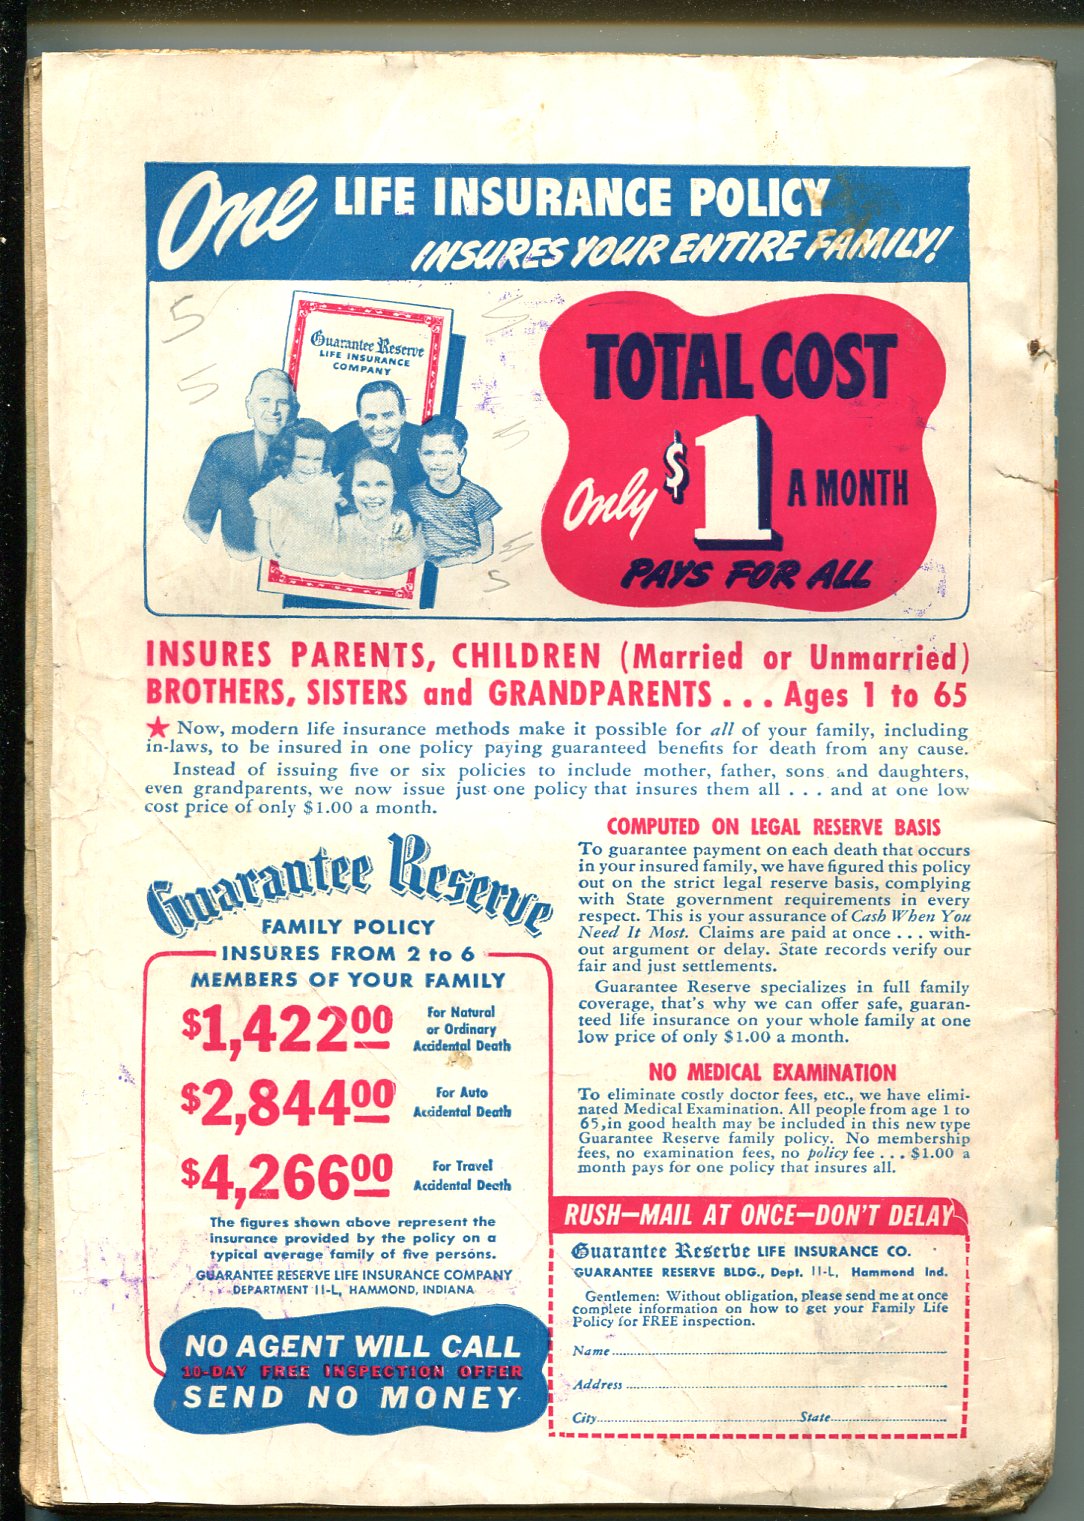 One LIFE INSURANCE POLICY
INSURES YOUR ENTIRE FAMILY!
Guarantee Reserve
LIFE INSURANCE
COMPANY
TOTAL COST
Only $1 A MONTH
PAYS FOR ALL
5
5
5
5
5
5
INSURES PARENTS, CHILDREN (Married or Unmarried)
BROTHERS, SISTERS and GRANDPARENTS . . . Ages 1 to 65
★ Now, modern life insurance methods make it possible for all of your family, including
in-laws, to be insured in one policy paying guaranteed benefits for death from any cause.
Instead of issuing five or six policies to include mother, father, sons and daughters,
even grandparents, we now issue just one policy that insures them all . . . and at one low
cost price of only $1.00 a month.
Guarantee Reserve
FAMILY POLICY
INSURES FROM 2 to 6
MEMBERS OF YOUR FAMILY
$1,422.00 For Natural
or Ordinary
Accidental Death
$2,844.00 For Auto
Accidental Death
$4,266.00 For Travel
Accidental Death
The figures shown above represent the
insurance provided by the policy on a
typical average family of five persons.
GUARANTEE RESERVE LIFE INSURANCE COMPANY
DEPARTMENT 11-L, HAMMOND, INDIANA
NO AGENT WILL CALL
10-DAY FREE INSPECTION OFFER
SEND NO MONEY
COMPUTED ON LEGAL RESERVE BASIS
To guarantee payment on each death that occurs
in your insured family, we have figured this policy
out on the strict legal reserve basis, complying
with State government requirements in every
respect. This is your assurance of Cash When You
Need It Most. Claims are paid at once . . . with-
out argument or delay. State records verify our
fair and just settlements.
Guarantee Reserve specializes in full family
coverage, that's why we can offer safe, guaran-
teed life insurance on your whole family at one
low price of only $1.00 a month.
NO MEDICAL EXAMINATION
To eliminate costly doctor fees, etc., we have elimi-
nated Medical Examination. All people from age 1 to
65, in good health may be included in this new type
Guarantee Reserve family policy. No membership
fees, no examination fees, no policy fee . . . $1.00 a
month pays for one policy that insures all.
RUSH—MAIL AT ONCE—DON'T DELAY
Guarantee Reserve LIFE INSURANCE CO.
GUARANTEE RESERVE BLDG., Dept. 11-L, Hammond Ind.
Gentlemen: Without obligation, please send me at once
complete information on how to get your Family Life
Policy for FREE inspection.
Name
Address
City State